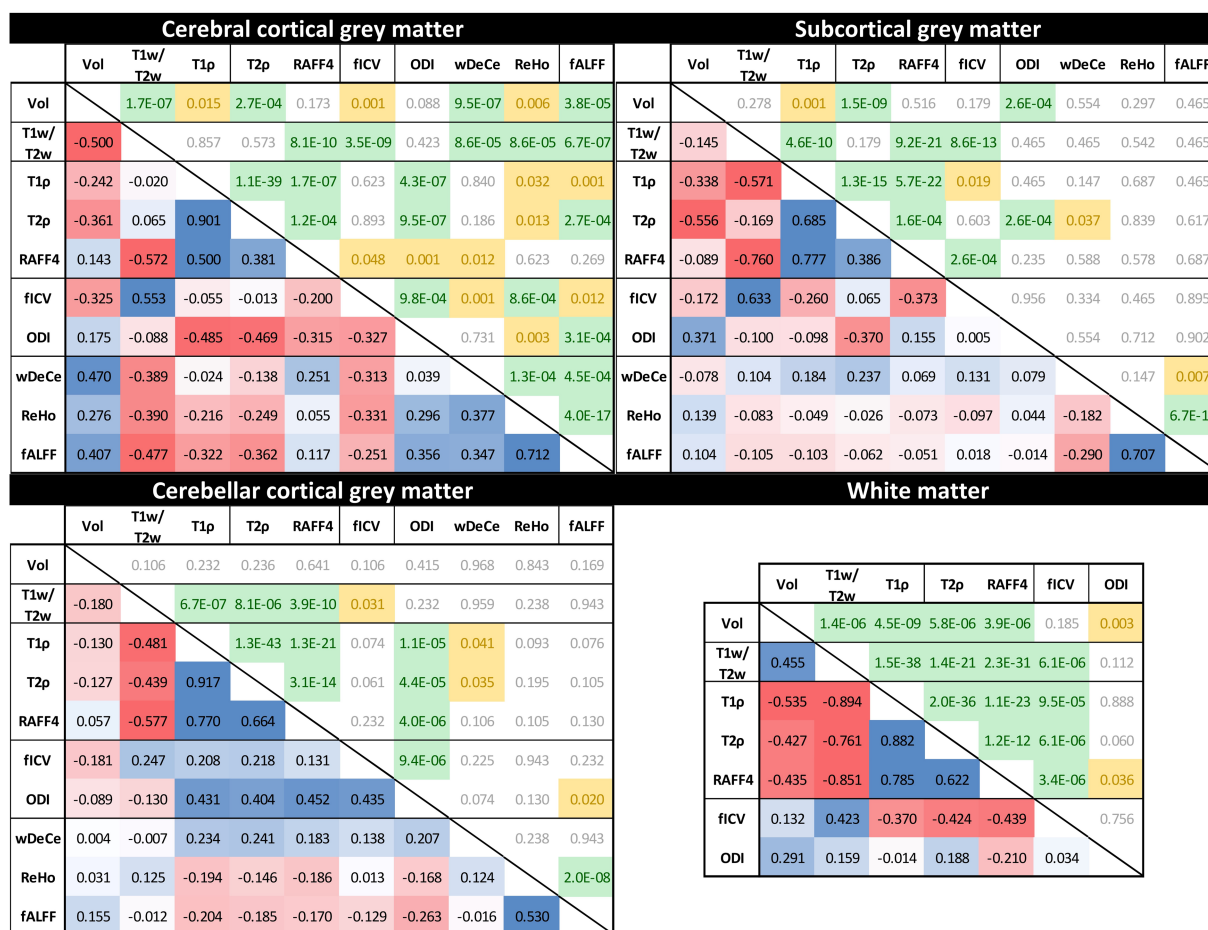 Cerebral cortical grey matter
Vol T1w/T2w T1ρ T2ρ RAFF4 fICV ODI wDeCe ReHo fALFF
Vol 1.7E-07 0.015 2.7E-04 0.173 0.001 0.088 9.5E-07 0.006 3.8E-05
T1w/T2w -0.500 0.857 0.573 8.1E-10 3.5E-09 0.423 8.6E-05 8.6E-05 6.7E-07
T1ρ -0.242 -0.020 1.1E-39 1.7E-07 0.623 4.3E-07 0.840 0.032 0.001
T2ρ -0.361 0.065 0.901 1.2E-04 0.893 9.5E-07 0.186 0.013 2.7E-04
RAFF4 0.143 -0.572 0.500 0.381 0.048 0.001 0.012 0.623 0.269
fICV -0.325 0.553 -0.055 -0.013 -0.200 9.8E-04 0.001 8.6E-04 0.012
ODI 0.175 -0.088 -0.485 -0.469 -0.315 -0.327 0.731 0.003 3.1E-04
wDeCe 0.470 -0.389 -0.024 -0.138 0.251 -0.313 0.039 1.3E-04 4.5E-04
ReHo 0.276 -0.390 -0.216 -0.249 0.055 -0.331 0.296 0.377 4.0E-17
fALFF 0.407 -0.477 -0.322 -0.362 0.117 -0.251 0.356 0.347 0.712
Subcortical grey matter
Vol T1w/T2w T1ρ T2ρ RAFF4 fICV ODI wDeCe ReHo fALFF
Vol 0.278 0.001 1.5E-09 0.516 0.179 2.6E-04 0.554 0.297 0.465
T1w/T2w -0.145 4.6E-10 0.179 9.2E-21 8.6E-13 0.465 0.465 0.542 0.465
T1ρ -0.338 -0.571 1.3E-15 5.7E-22 0.019 0.465 0.147 0.687 0.465
T2ρ -0.556 -0.169 0.685 1.6E-04 0.603 2.6E-04 0.037 0.839 0.617
RAFF4 -0.089 -0.760 0.777 0.386 2.6E-04 0.235 0.588 0.578 0.687
fICV -0.172 0.633 -0.260 0.065 -0.373 0.956 0.334 0.465 0.895
ODI 0.371 -0.100 -0.098 -0.370 0.155 0.005 0.554 0.712 0.902
wDeCe -0.078 0.104 0.184 0.237 0.069 0.131 0.079 0.147 0.007
ReHo 0.139 -0.083 -0.049 -0.026 -0.073 -0.097 0.044 -0.182
fALFF 0.104 -0.105 -0.103 -0.062 -0.051 0.018 -0.014 -0.290 0.707
Cerebellar cortical grey matter
Vol T1w/T2w T1ρ T2ρ RAFF4 fICV ODI wDeCe ReHo fALFF
Vol 0.106 0.232 0.236 0.641 0.106 0.415 0.968 0.843 0.169
T1w/T2w -0.180 6.7E-07 8.1E-06 3.9E-10 0.031 0.232 0.959 0.238 0.943
T1ρ -0.130 -0.481 1.3E-43 1.3E-21 0.074 1.1E-05 0.041 0.093 0.076
T2ρ -0.127 -0.439 0.917 3.1E-14 0.061 4.4E-05 0.035 0.195 0.105
RAFF4 0.057 -0.577 0.770 0.664 0.232 4.0E-06 0.106 0.105 0.130
fICV -0.181 0.247 0.208 0.218 0.131 9.4E-06 0.225 0.943 0.232
ODI -0.089 -0.130 0.431 0.404 0.452 0.435 0.074 0.130 0.020
wDeCe 0.004 -0.007 0.234 0.241 0.183 0.138 0.207 0.238 0.943
ReHo 0.031 0.125 -0.194 -0.146 -0.186 0.013 -0.168 0.124 2.0E-08
fALFF 0.155 -0.012 -0.204 -0.185 -0.170 -0.129 -0.263 -0.016 0.530
White matter
Vol T1w/T2w T1ρ T2ρ RAFF4 fICV ODI
Vol 1.4E-06 4.5E-09 5.8E-06 3.9E-06 0.185 0.003
T1w/T2w 0.455 1.5E-38 1.4E-21 2.3E-31 6.1E-06 0.112
T1ρ -0.535 -0.894 2.0E-36 1.1E-23 9.5E-05 0.888
T2ρ -0.427 -0.761 0.882 1.2E-12 6.1E-06 0.060
RAFF4 -0.435 -0.851 0.785 0.622 3.4E-06 0.036
fICV 0.132 0.423 -0.370 -0.424 -0.439 0.756
ODI 0.291 0.159 -0.014 0.188 -0.210 0.034